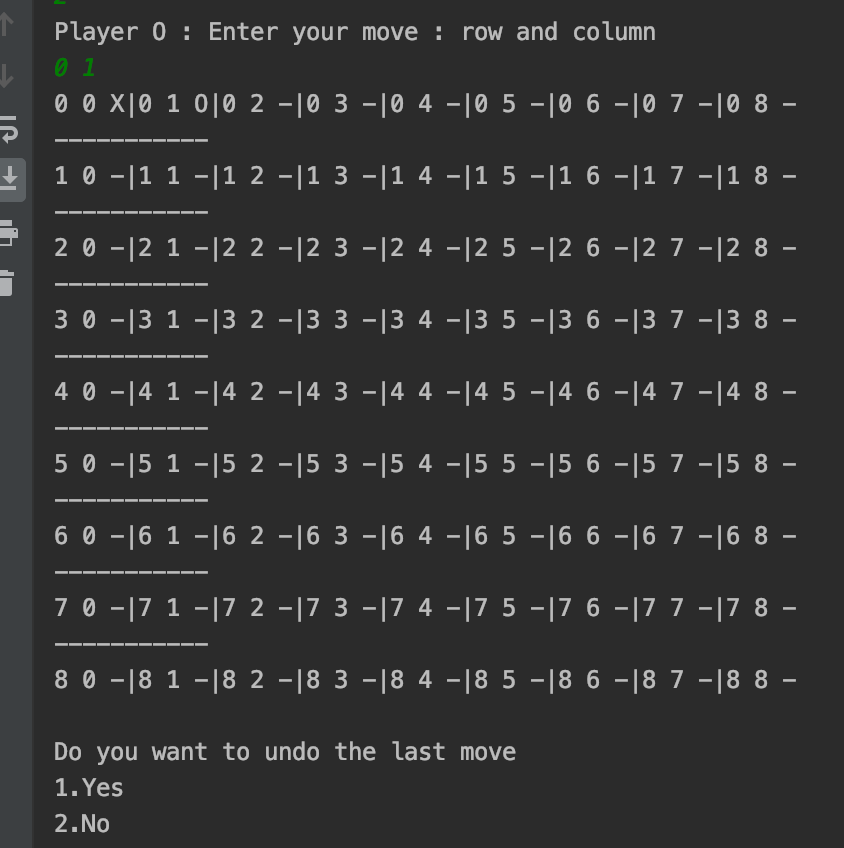 2
Player O : Enter your move : row and column
0 1
0 0 X|0 1 O|0 2 -|0 3 -|0 4 -|0 5 -|0 6 -|0 7 -|0 8 -
-----------
1 0 -|1 1 -|1 2 -|1 3 -|1 4 -|1 5 -|1 6 -|1 7 -|1 8 -
-----------
2 0 -|2 1 -|2 2 -|2 3 -|2 4 -|2 5 -|2 6 -|2 7 -|2 8 -
-----------
3 0 -|3 1 -|3 2 -|3 3 -|3 4 -|3 5 -|3 6 -|3 7 -|3 8 -
-----------
4 0 -|4 1 -|4 2 -|4 3 -|4 4 -|4 5 -|4 6 -|4 7 -|4 8 -
-----------
5 0 -|5 1 -|5 2 -|5 3 -|5 4 -|5 5 -|5 6 -|5 7 -|5 8 -
-----------
6 0 -|6 1 -|6 2 -|6 3 -|6 4 -|6 5 -|6 6 -|6 7 -|6 8 -
-----------
7 0 -|7 1 -|7 2 -|7 3 -|7 4 -|7 5 -|7 6 -|7 7 -|7 8 -
-----------
8 0 -|8 1 -|8 2 -|8 3 -|8 4 -|8 5 -|8 6 -|8 7 -|8 8 -
Do you want to undo the last move
1.Yes
2.No